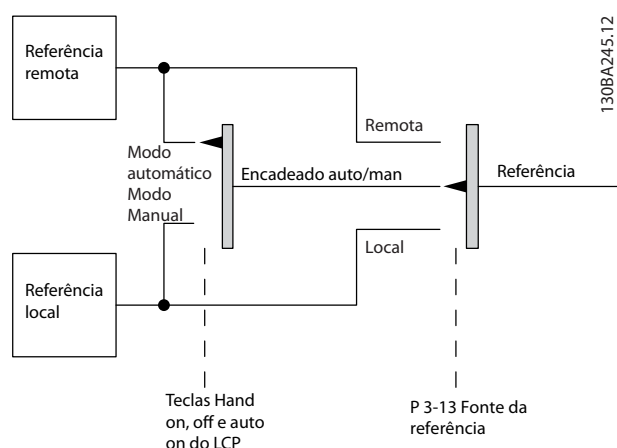 Referência
remota
130BA245.12
Remota
Modo
automático
Modo
Manual
Encadeado auto/man
Referência
Local
Referência
local
Teclas Hand
on, off e auto
on do LCP
P 3-13 Fonte da
referência